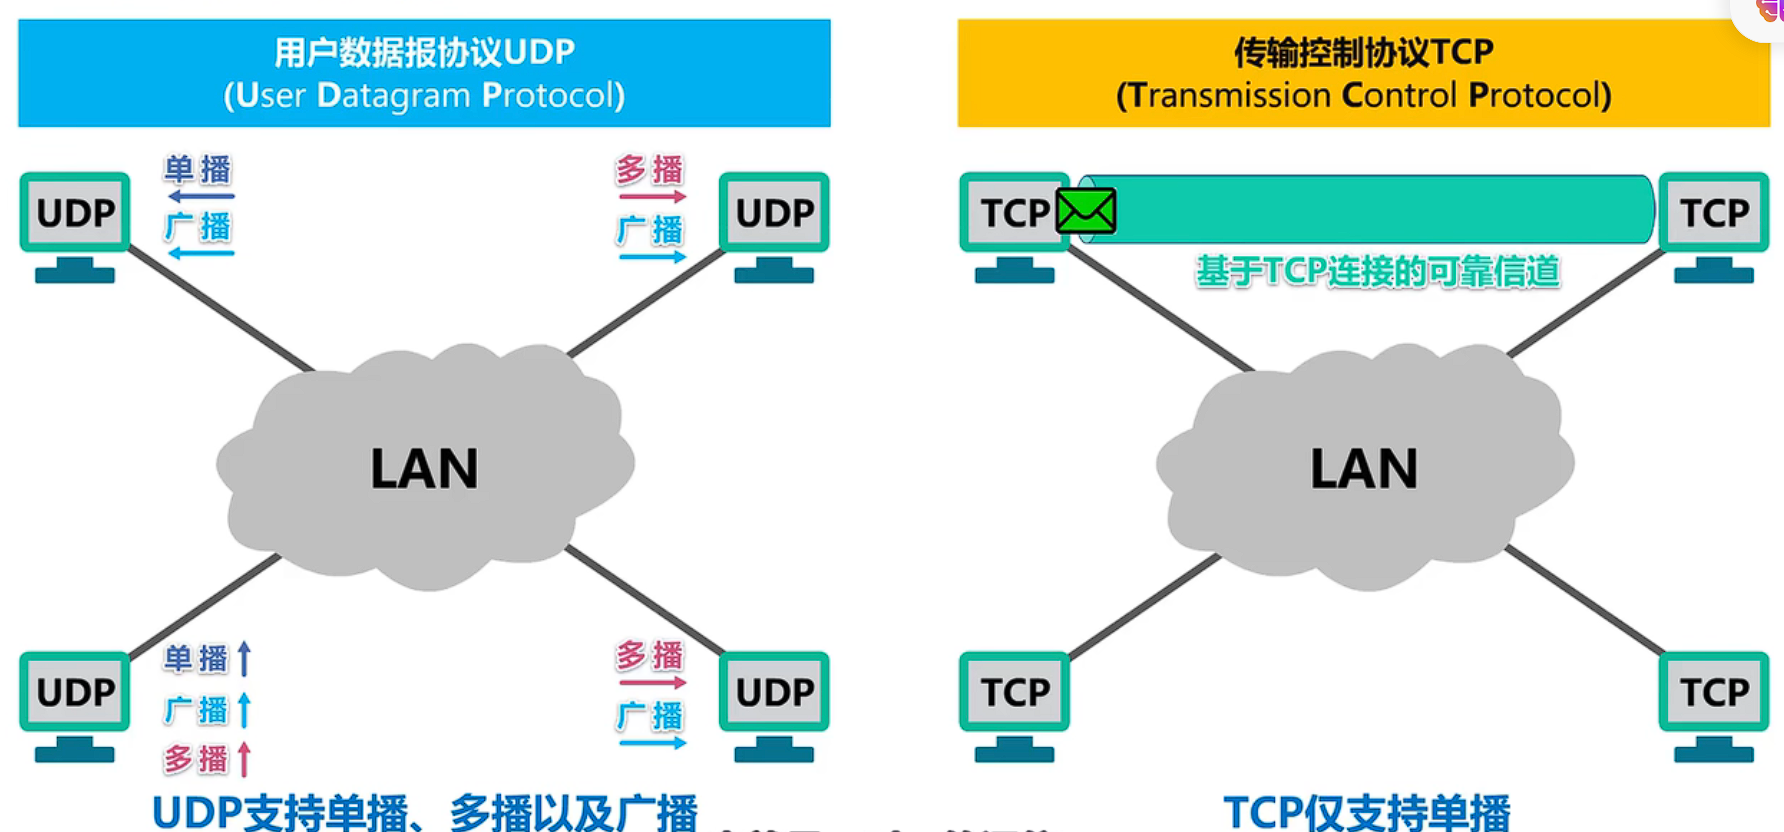 用户数据报协议UDP
(User Datagram Protocol)
UDP
单播
广播
多播
广播
UDP
LAN
UDP
单播
广播
多播
多播
广播
UDP
UDP支持单播、多播以及广播
传输控制协议TCP
(Transmission Control Protocol)
TCP
TCP
基于TCP连接的可靠信道
LAN
TCP
TCP
TCP仅支持单播